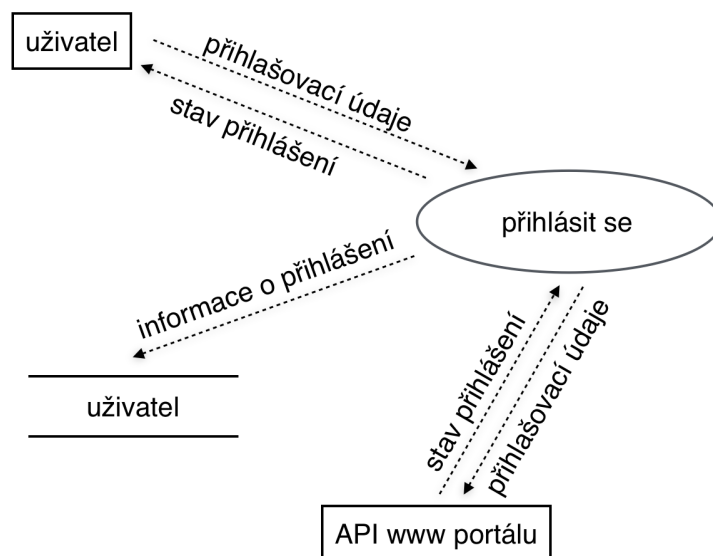 uživatel
přihlašovací údaje
stav přihlášení
přihlásit se
informace o přihlášení
uživatel
stav přihlášení
přihlašovací údaje
API www portálu